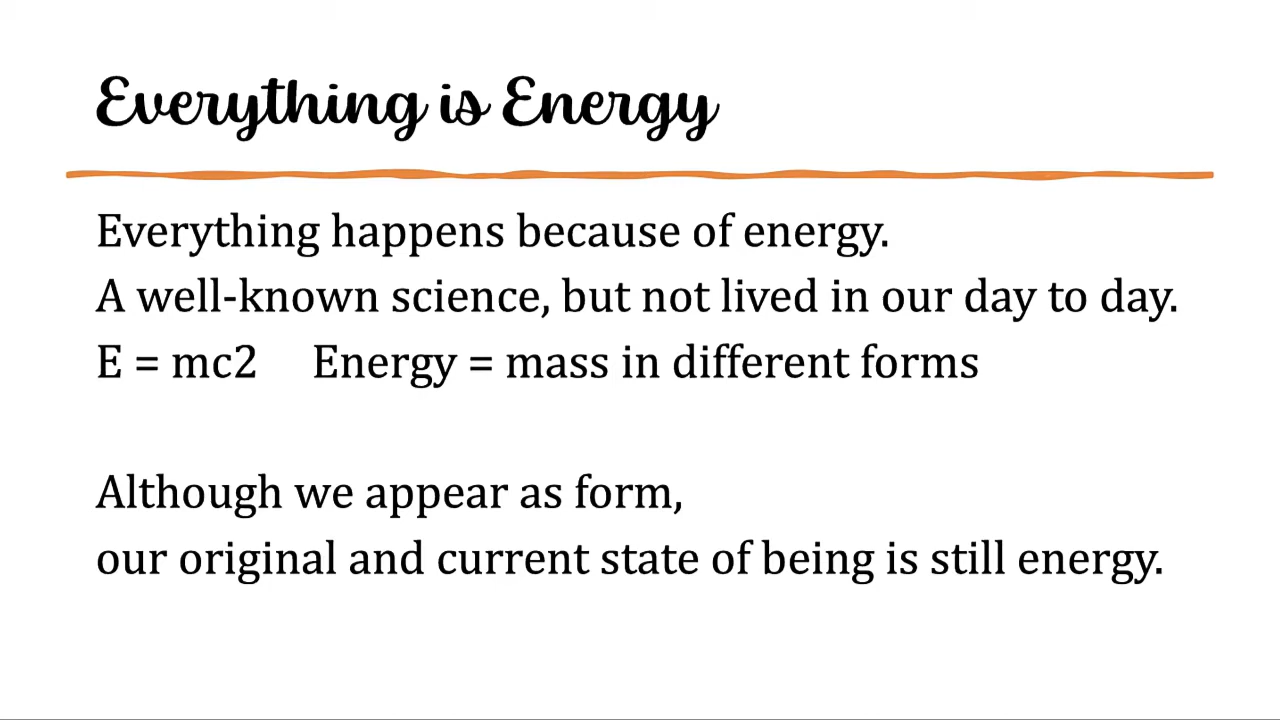 Everything is Energy
Everything happens because of energy.
A well-known science, but not lived in our day to day.
E = mc2 Energy = mass in different forms
Although we appear as form,
our original and current state of being is still energy.